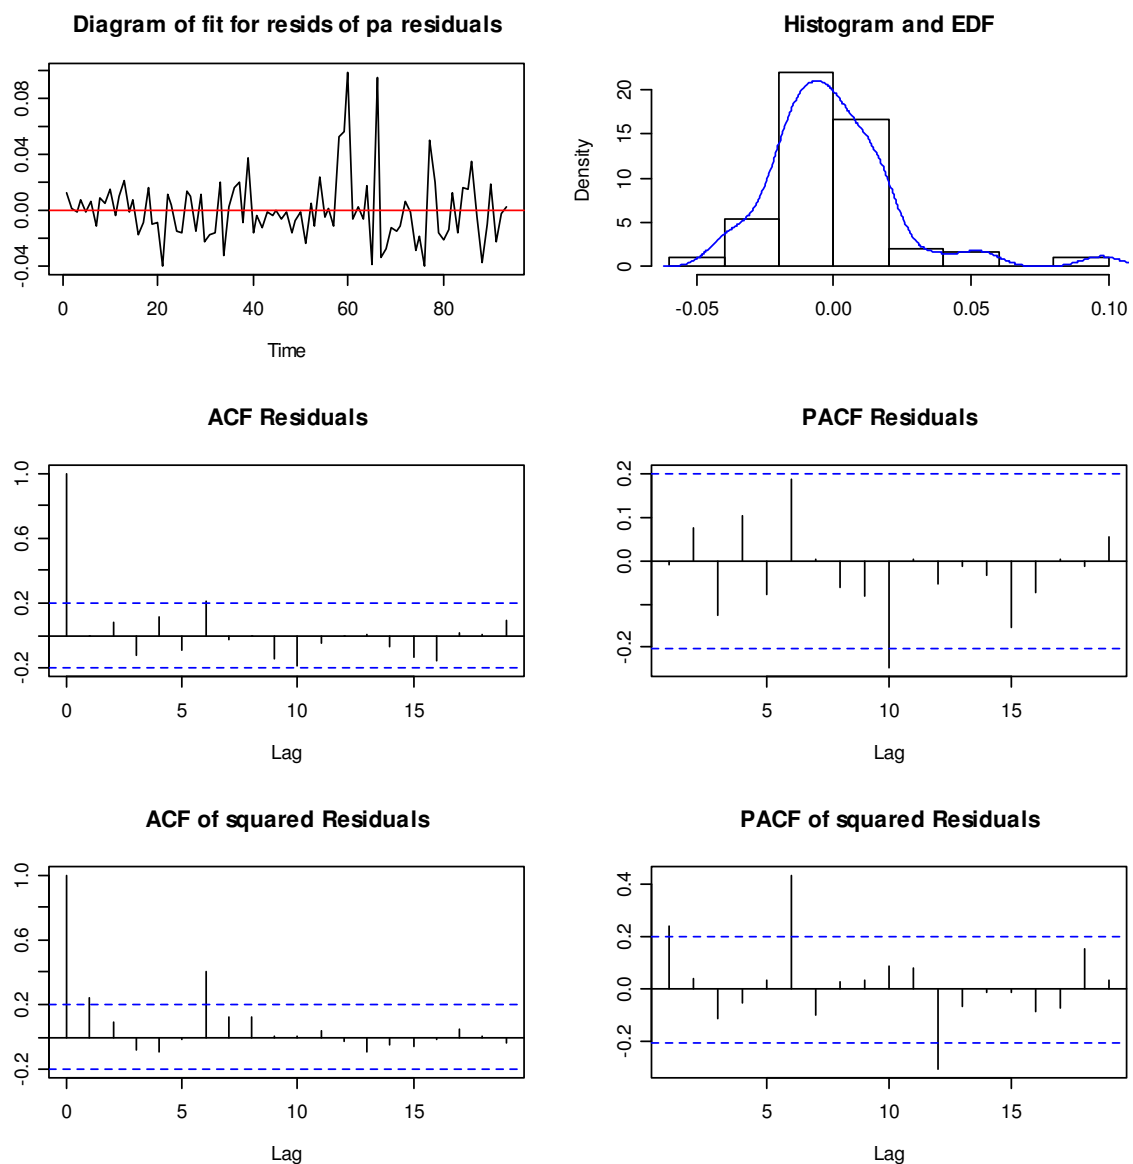 Diagram of fit for resids of pa residuals
-0.04 0.00 0.04 0.08
0 20 40 60 80
Time
Histogram and EDF
Density
0 5 10 15 20
-0.05 0.00 0.05 0.10
ACF Residuals
-0.2 0.2 0.6 1.0
0 5 10 15
Lag
PACF Residuals
-0.2 0.0 0.1 0.2
5 10 15
Lag
ACF of squared Residuals
-0.2 0.2 0.6 1.0
0 5 10 15
Lag
PACF of squared Residuals
-0.2 0.0 0.2 0.4
5 10 15
Lag